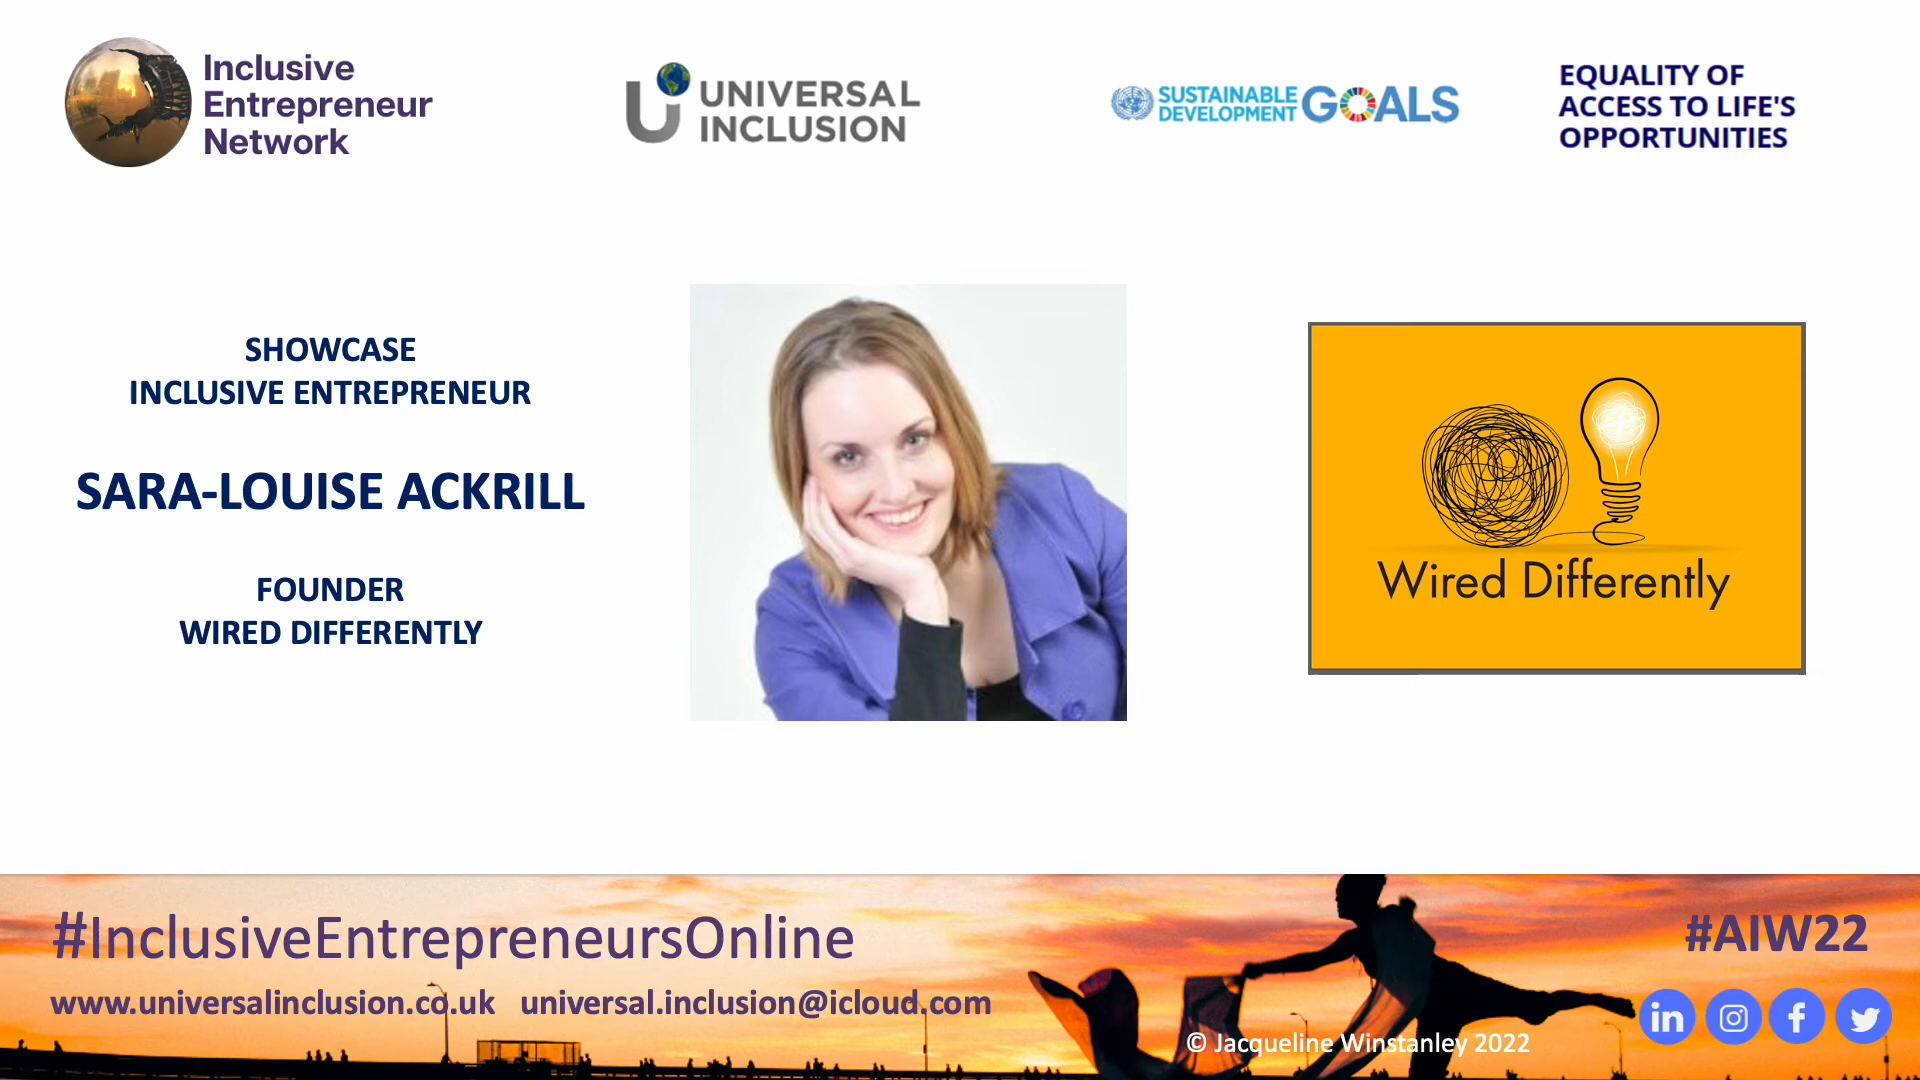 Inclusive
Entrepreneur
Network
UNIVERSAL
INCLUSION
SUSTAINABLE
DEVELOPMENT
GOALS
EQUALITY OF
ACCESS TO LIFE'S
OPPORTUNITIES
SHOWCASE
INCLUSIVE ENTREPRENEUR
SARA-LOUISE ACKRILL
FOUNDER
WIRED DIFFERENTLY
Wired Differently
#InclusiveEntrepreneursOnline
www.universalinclusion.co.uk universal.inclusion@icloud.com
#AIW22
© Jacqueline Winstanley 2022